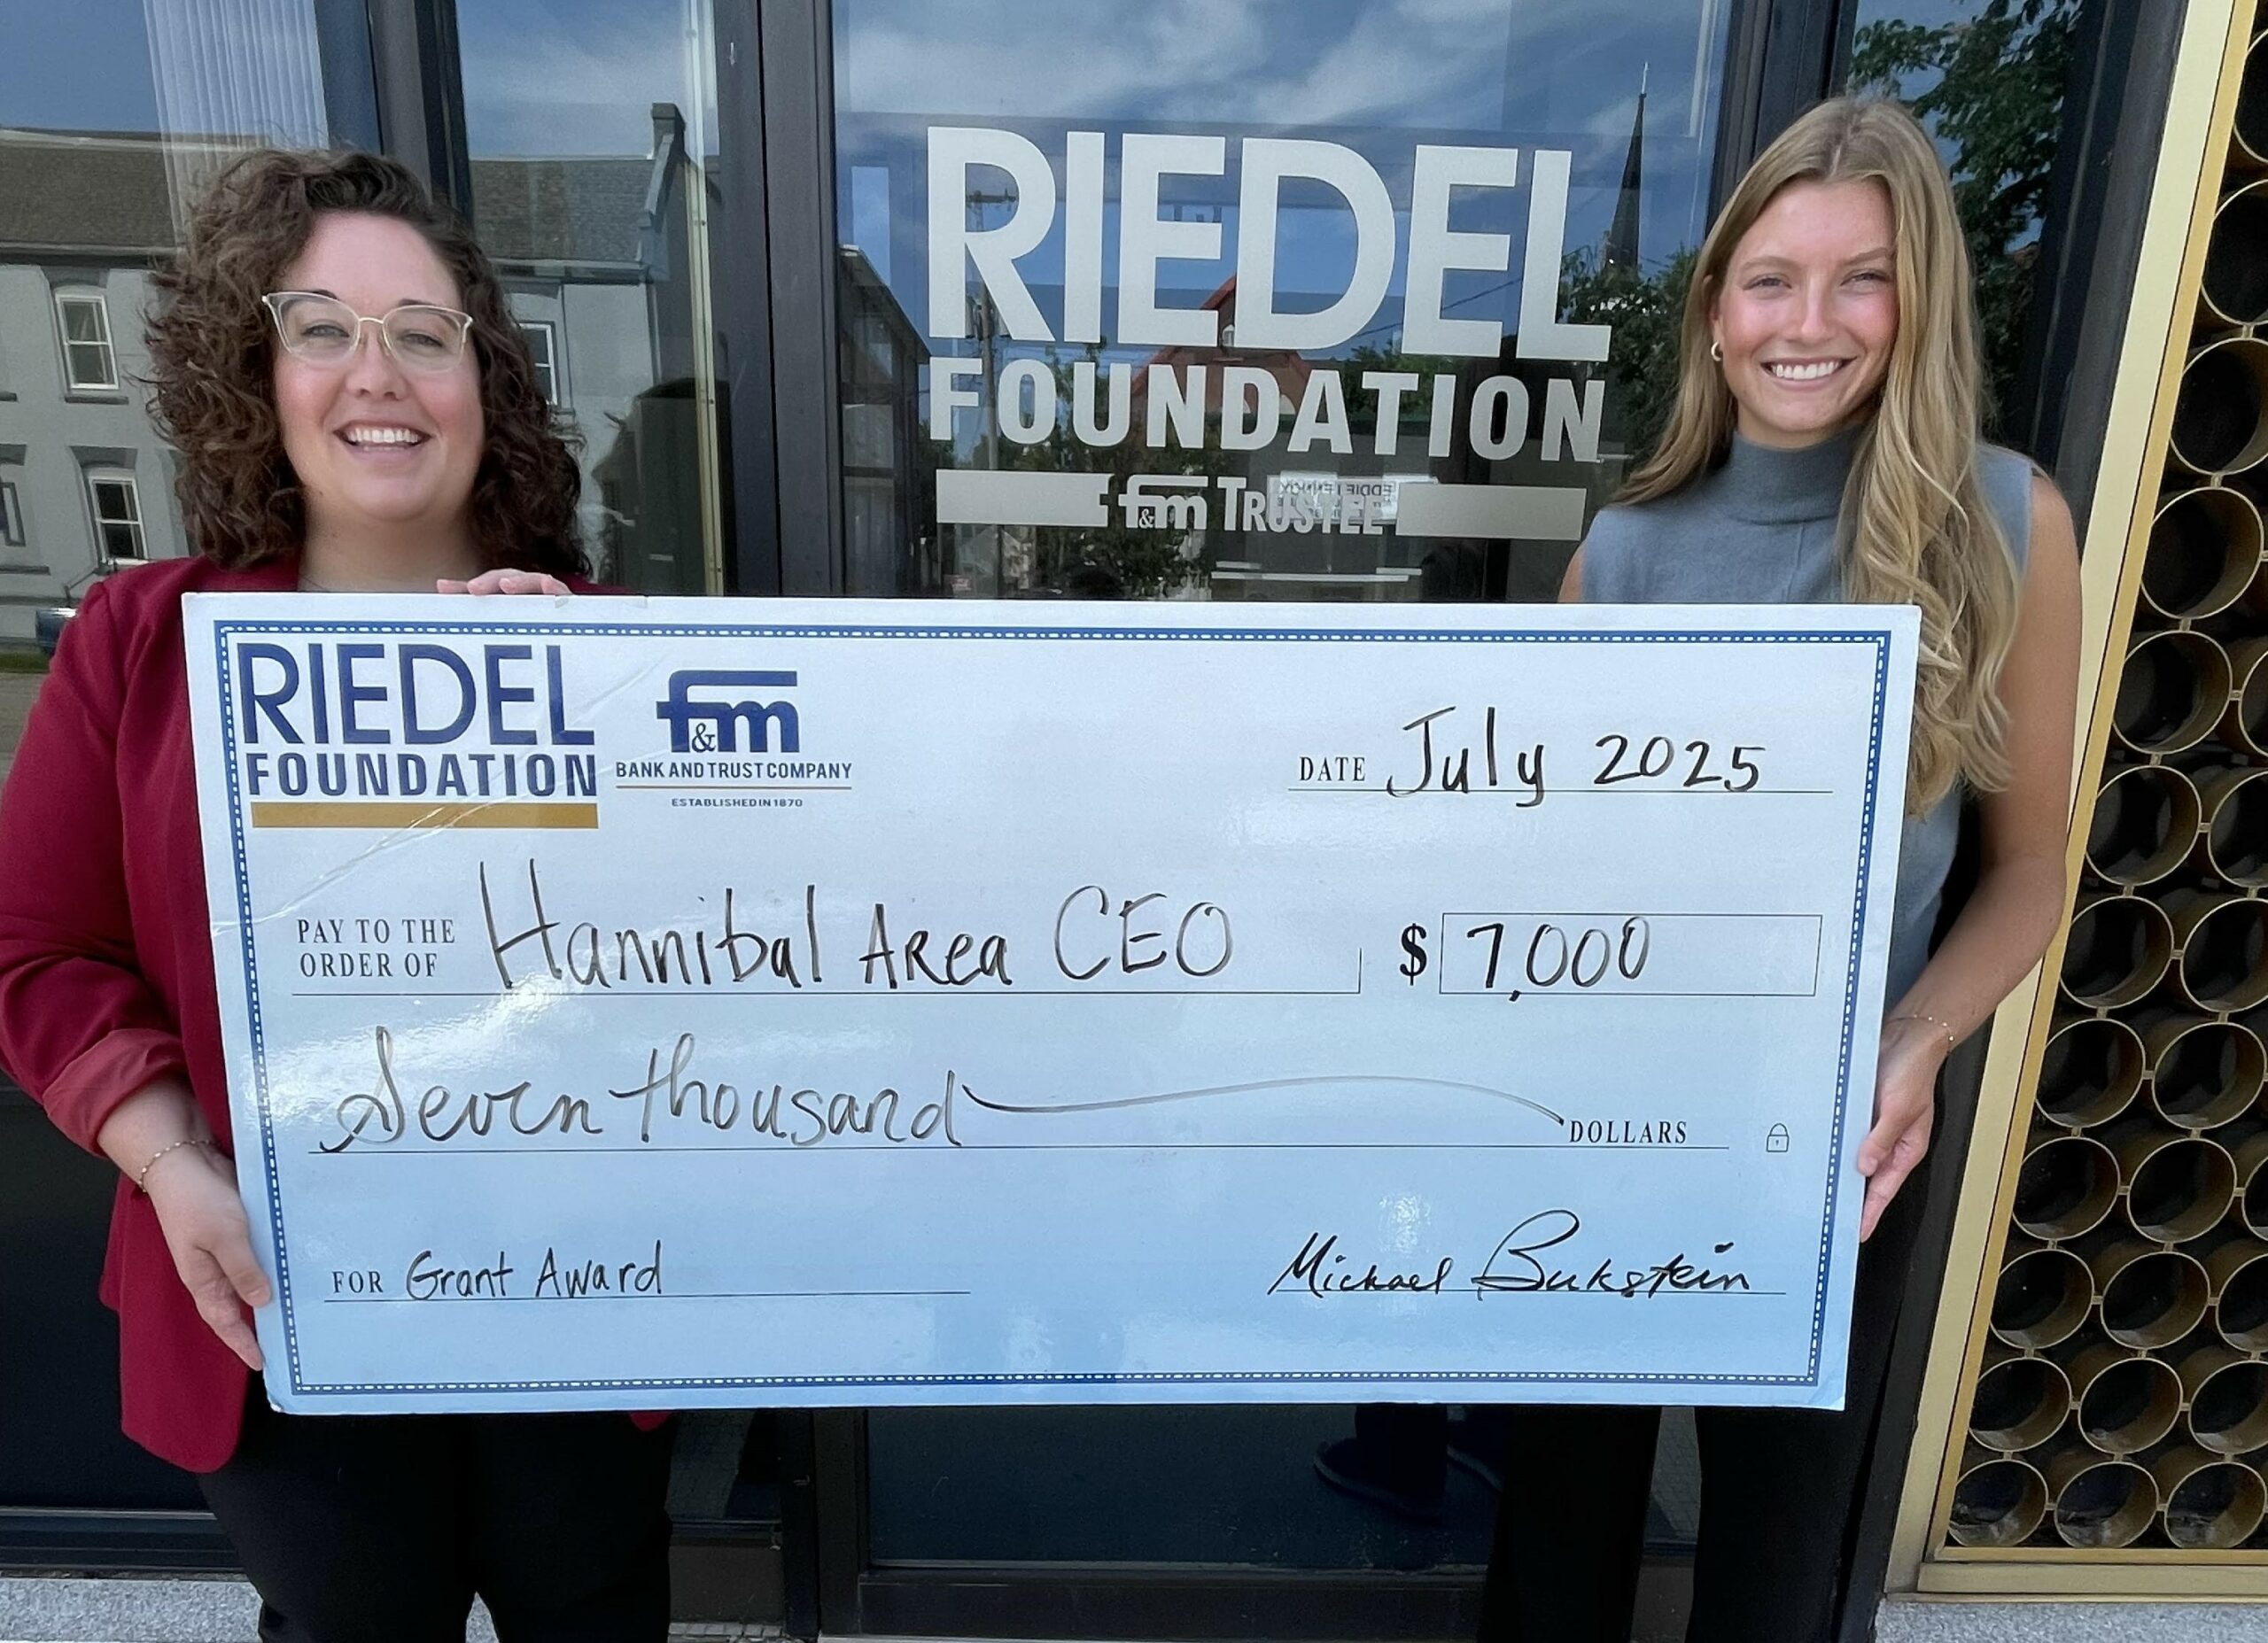 RIEDEL
FOUNDATION
f&m TRUSTEE
RIEDEL
FOUNDATION
f&m
BANK AND TRUST COMPANY
ESTABLISHED IN 1870
DATE July 2025
PAY TO THE
ORDER OF Hannibal Area CEO $ 7,000
Seven thousand DOLLARS
FOR Grant Award Michael Bukstein